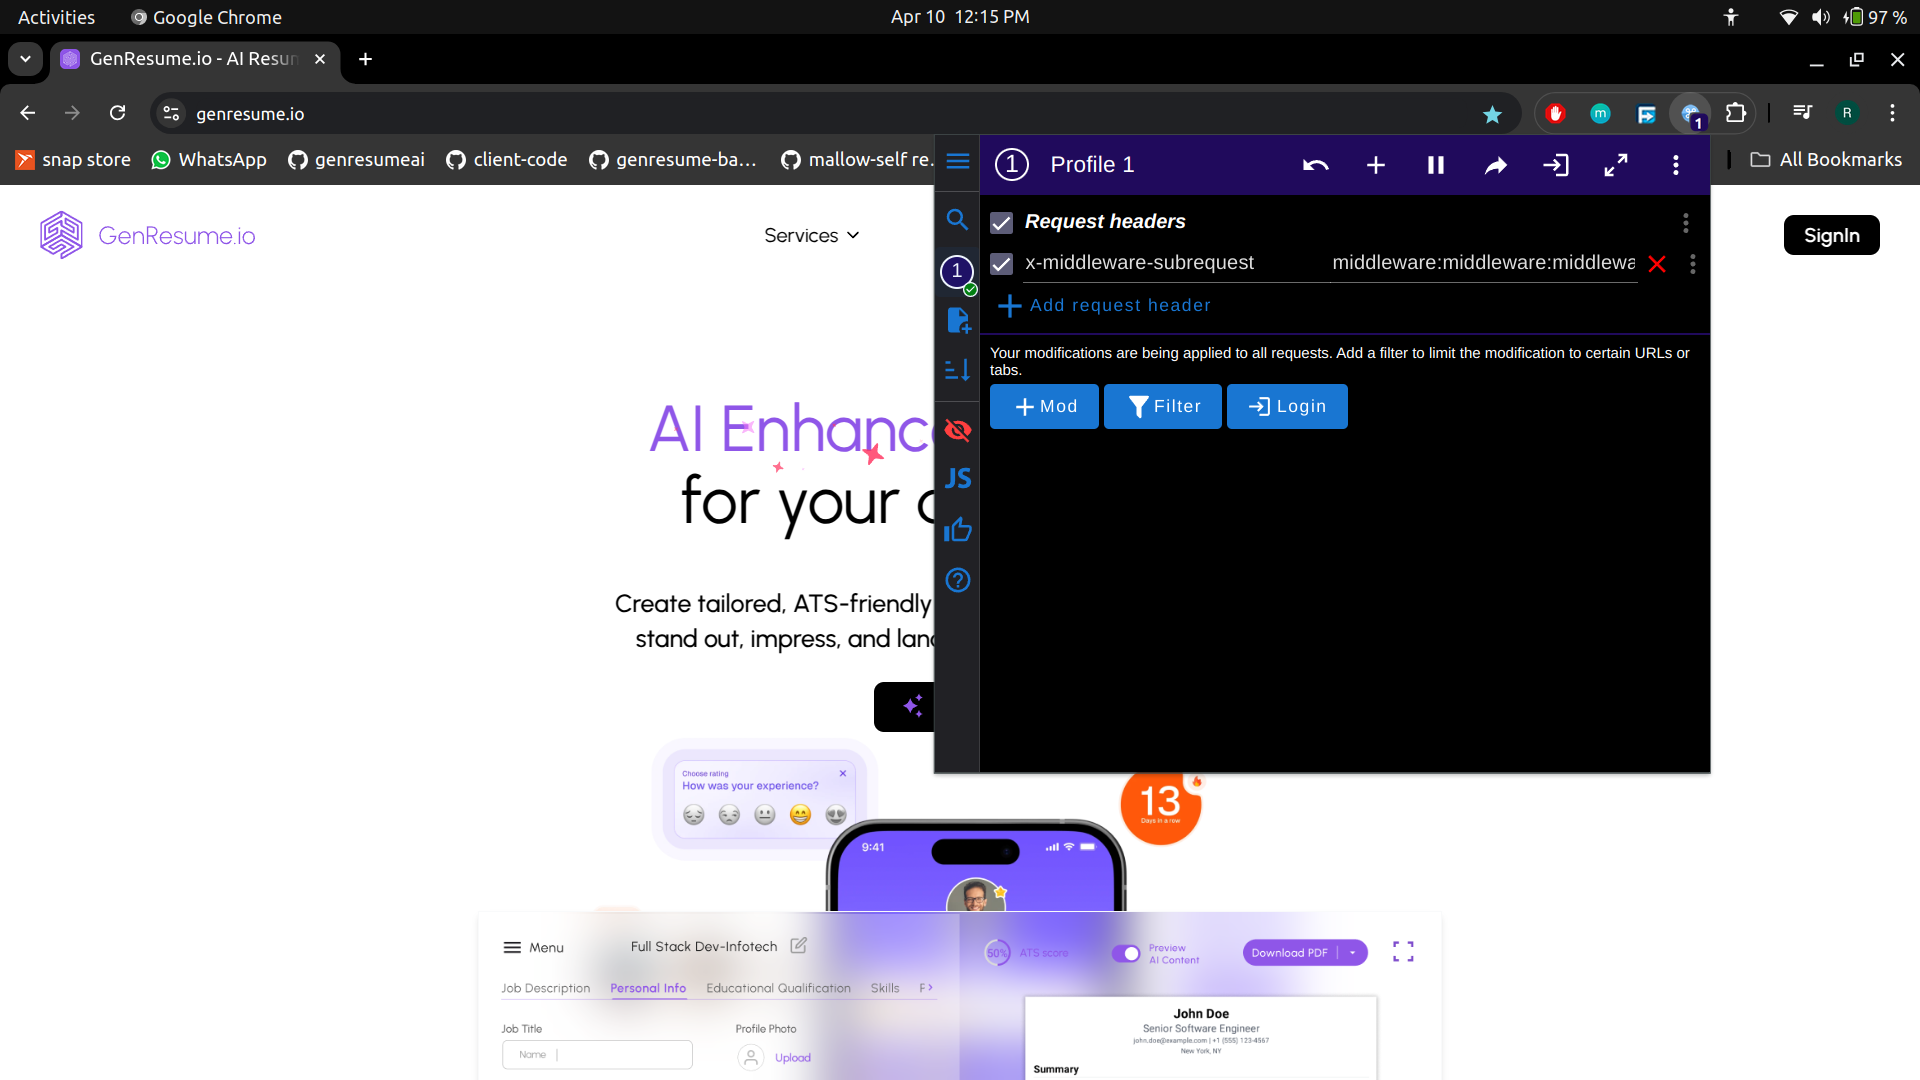 Activities Google Chrome Apr 10 12:15 PM 97 %
GenResume.io - AI Resun
genresume.io m 1 R
snap store WhatsApp genresumeai client-code genresume-ba... mallow-self re. All Bookmarks
1 Profile 1
GenResume.io Services SignIn
Request headers
x-middleware-subrequest middleware:middleware:middlewa
1
Add request header
Your modifications are being applied to all requests. Add a filter to limit the modification to certain URLs or
tabs.
Mod Filter Login
JS
AI Enhanc
for your
Create tailored, ATS-friendly
stand out, impress, and lan
Choose rating
How was your experience?
13
Days in a row
9:41
Menu Full Stack Dev-Infotech 50% ATS score Preview
AI Content Download PDF
Job Description Personal Info Educational Qualification Skills
Job Title Profile Photo
Name Upload
John Doe
Senior Software Engineer
john.doe@example.com | +1 (555) 123-4567
New York, NY
Summary